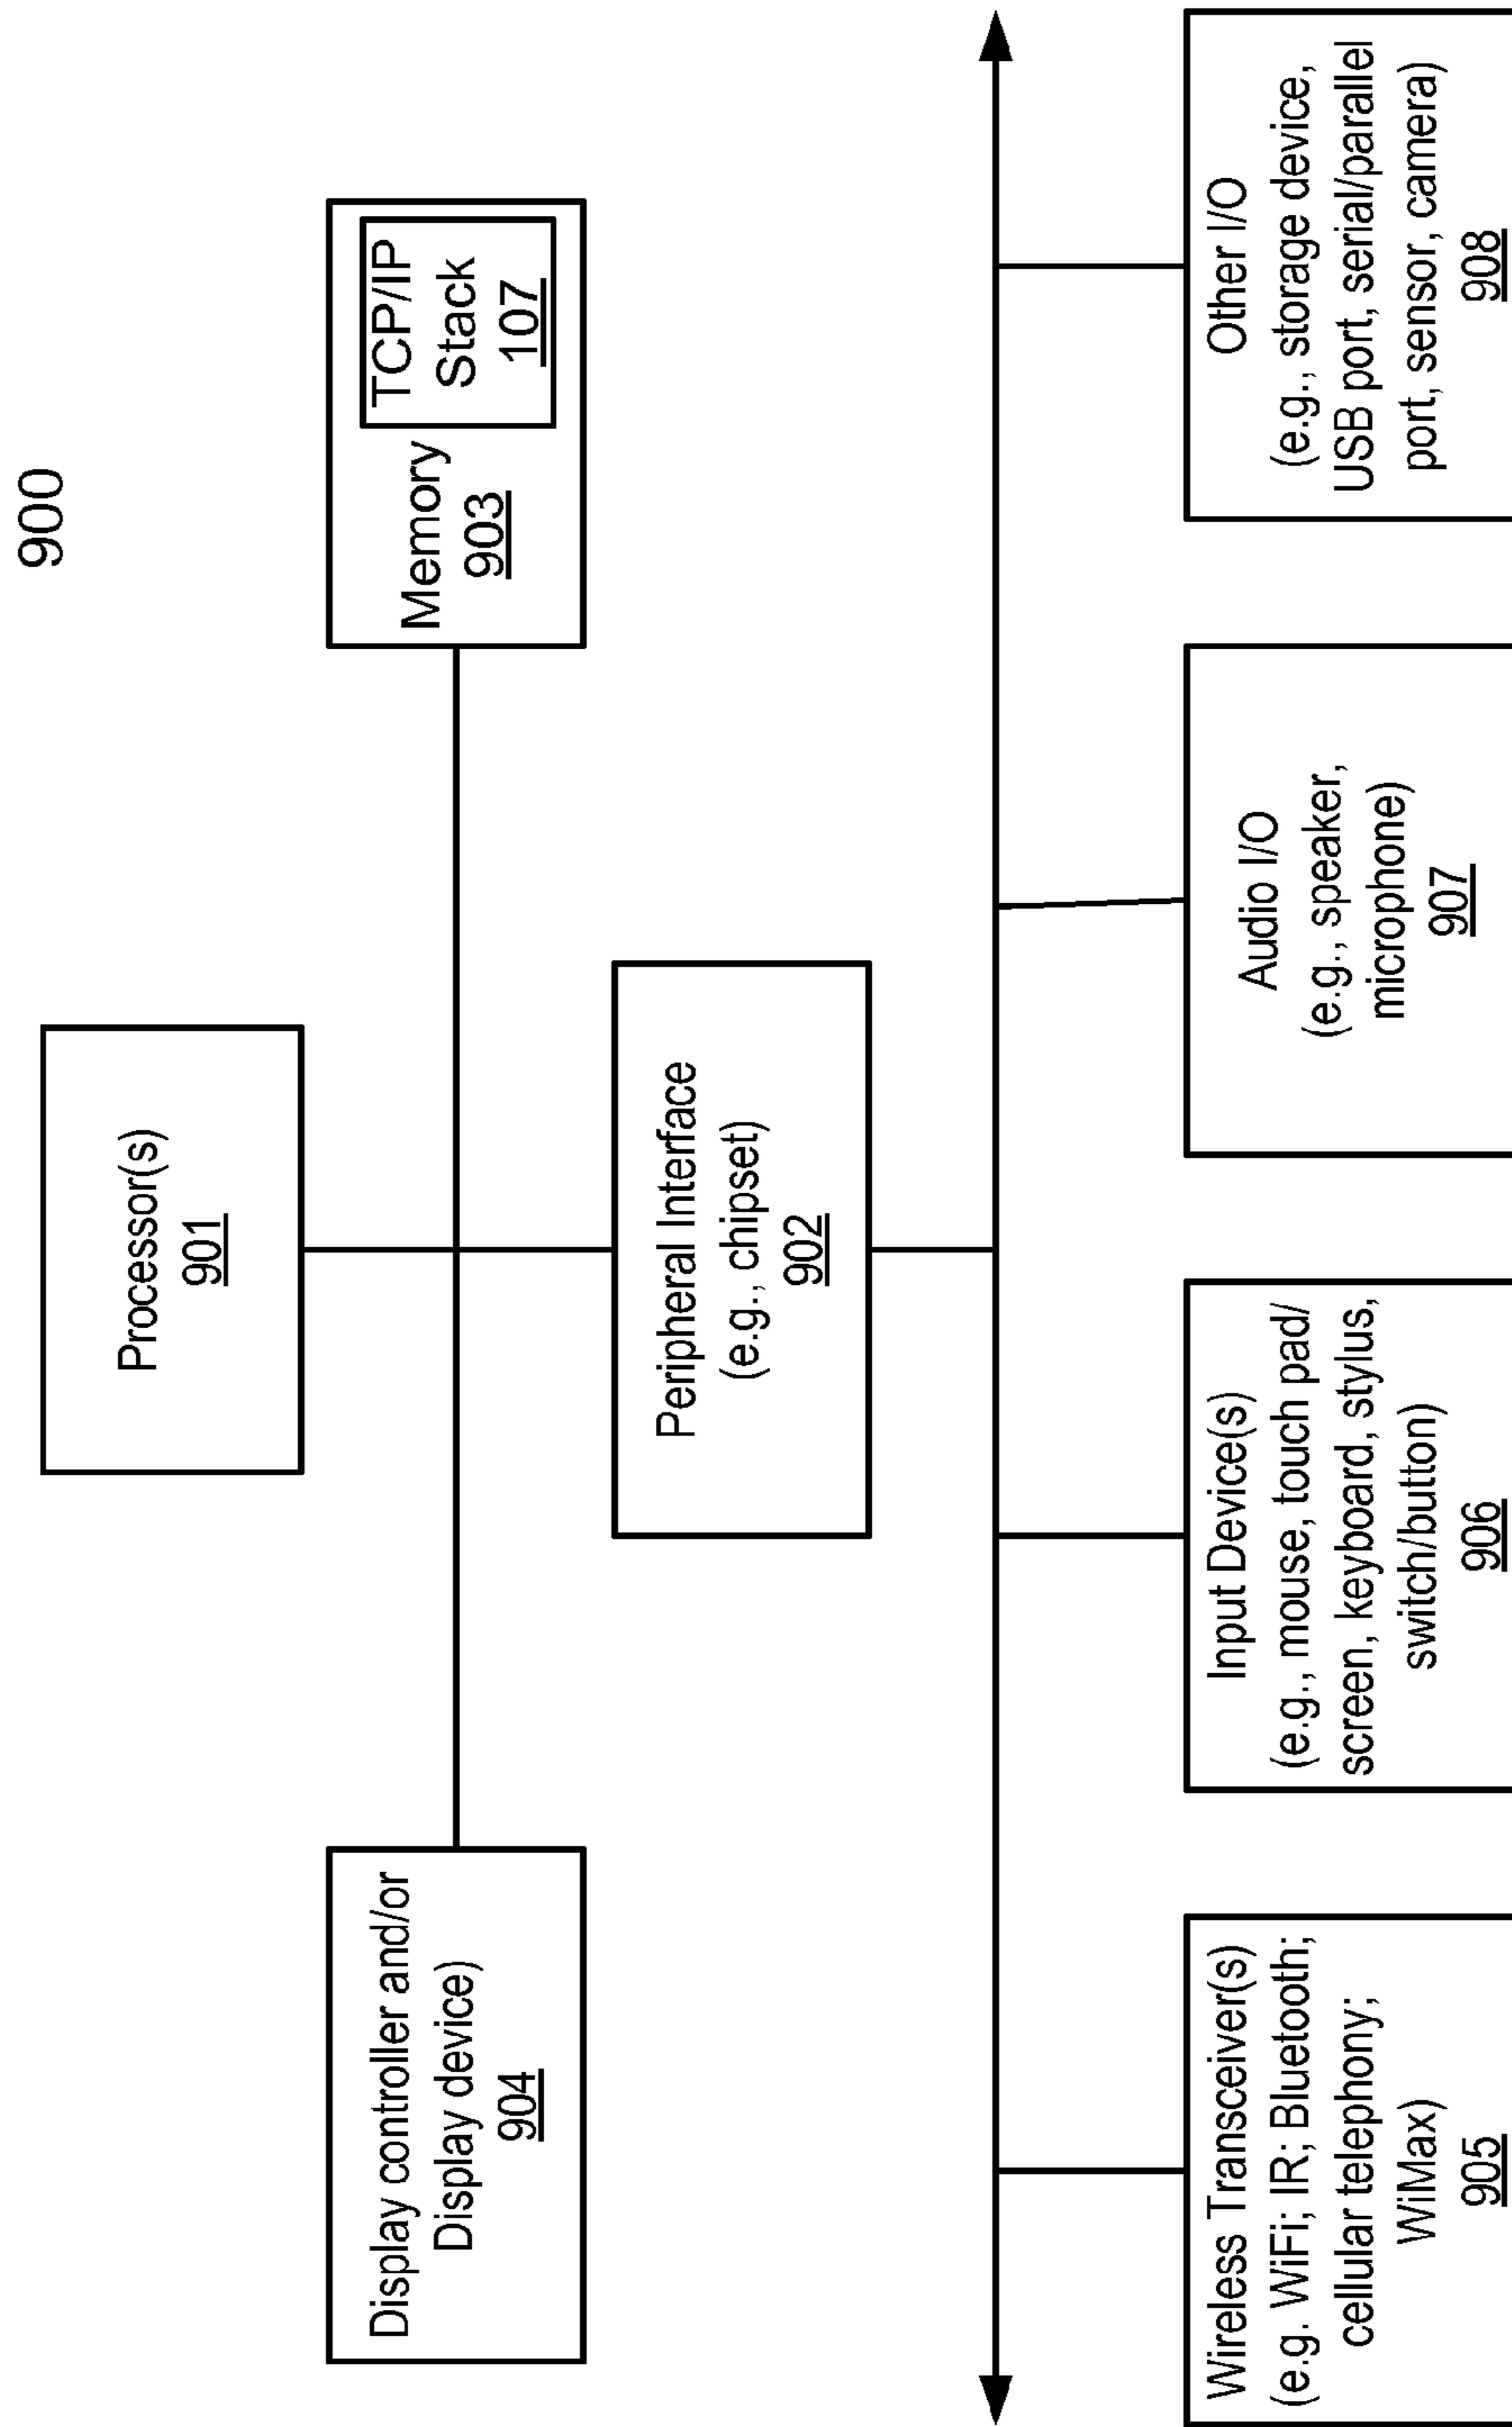 900
Processor(s)
901
Display controller and/or
Display device)
904
Memory
903
TCP/IP
Stack
107
Peripheral Interface
(e.g., chipset)
902
Wireless Transceiver(s)
(e.g. WiFi; IR; Bluetooth;
cellular telephony;
WiMax)
905
Input Device(s)
(e.g., mouse, touch pad/
screen, keyboard, stylus,
switch/button)
906
Audio I/O
(e.g., speaker,
microphone)
907
Other I/O
(e.g., storage device,
USB port, serial/parallel
port, sensor, camera)
908